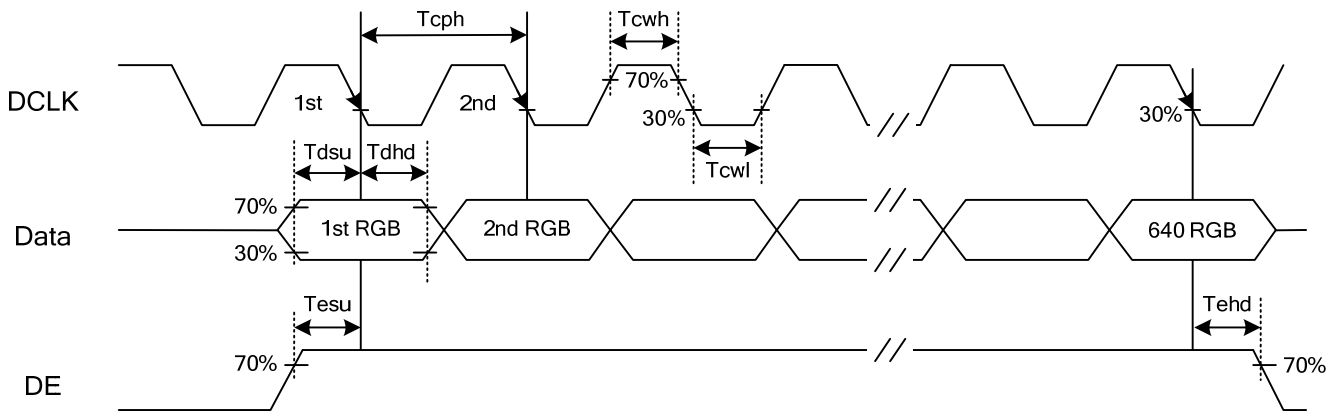 Tcph
Tcwh
DCLK
1st
2nd
70%
30%
30%
Tcwl
Tdsu
Tdhd
Data
70%
30%
1st RGB
2nd RGB
640 RGB
Tesu
Tehd
DE
70%
70%